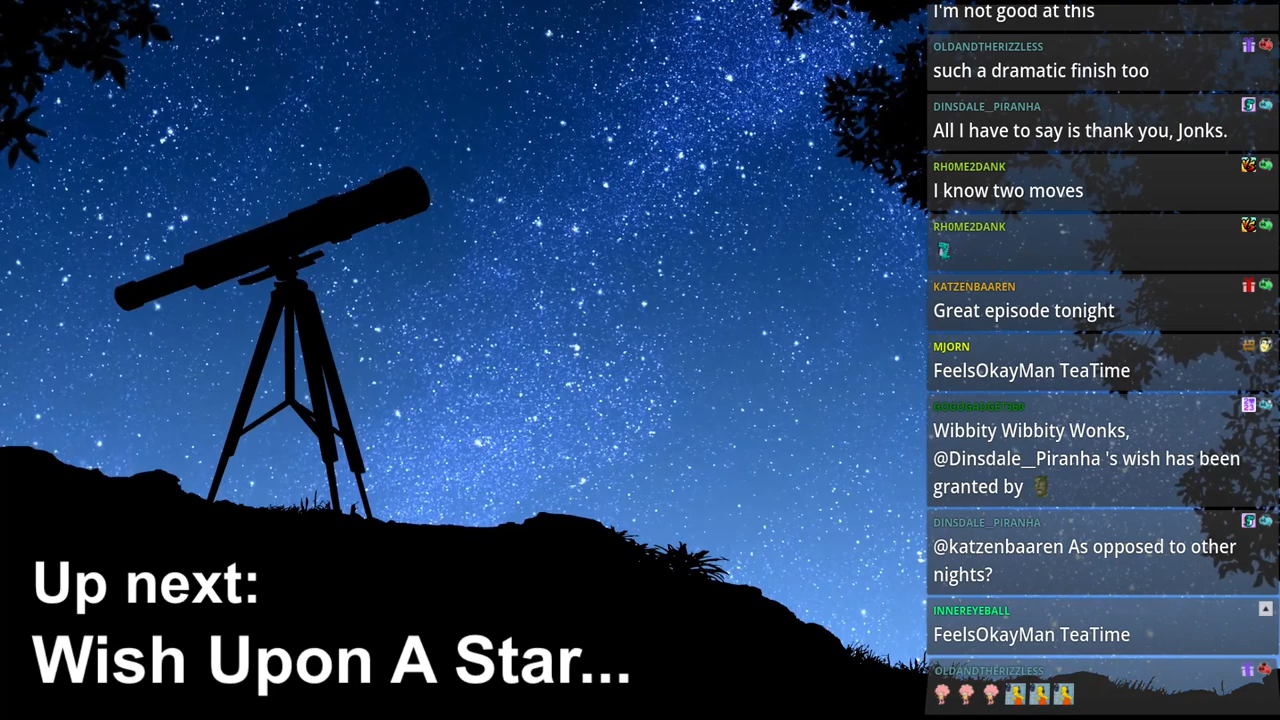 I'm not good at this
OLDANDTHERIZZLESS
such a dramatic finish too
DINSDALE__PIRANHA
All I have to say is thank you, Jonks.
RH0ME2DANK
I know two moves
RH0ME2DANK
KATZENBAAREN
Great episode tonight
MJORN
FeelsOkayMan TeaTime
Wibbity Wibbity Wonks,
@Dinsdale__Piranha 's wish has been
granted by
DINSDALE__PIRANHA
@katzenbaaren As opposed to other
nights?
INNEREYEBALL
FeelsOkayMan TeaTime
OLDANDTHERIZZLESS
Up next:
Wish Upon A Star...